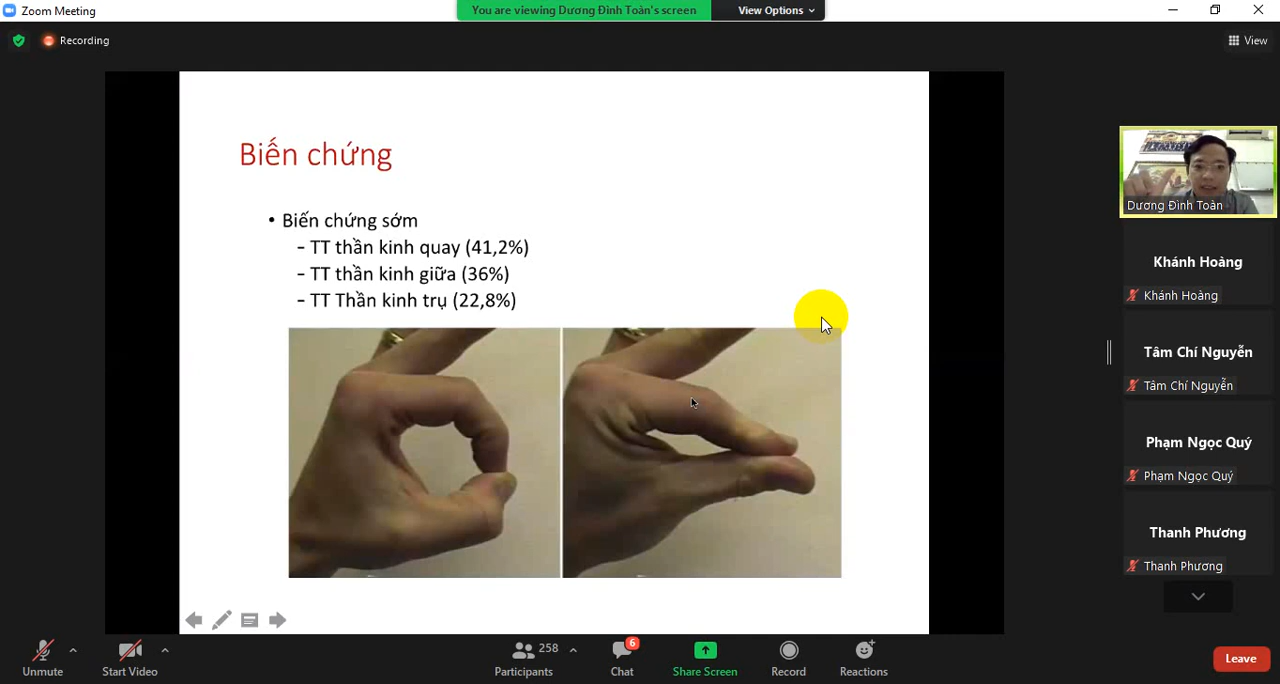 Zoom Meeting
You are viewing Dương Đình Toàn's screen
View Options
Recording
View
Biến chứng
• Biến chứng sớm
– TT thần kinh quay (41,2%)
– TT thần kinh giữa (36%)
– TT Thần kinh trụ (22,8%)
Dương Đình Toàn
Khánh Hoàng
Khánh Hoàng
Tâm Chí Nguyễn
Tâm Chí Nguyễn
Phạm Ngọc Quý
Phạm Ngọc Quý
Thanh Phương
Thanh Phương
Unmute
Start Video
258
Participants
6
Chat
Share Screen
Record
Reactions
Leave